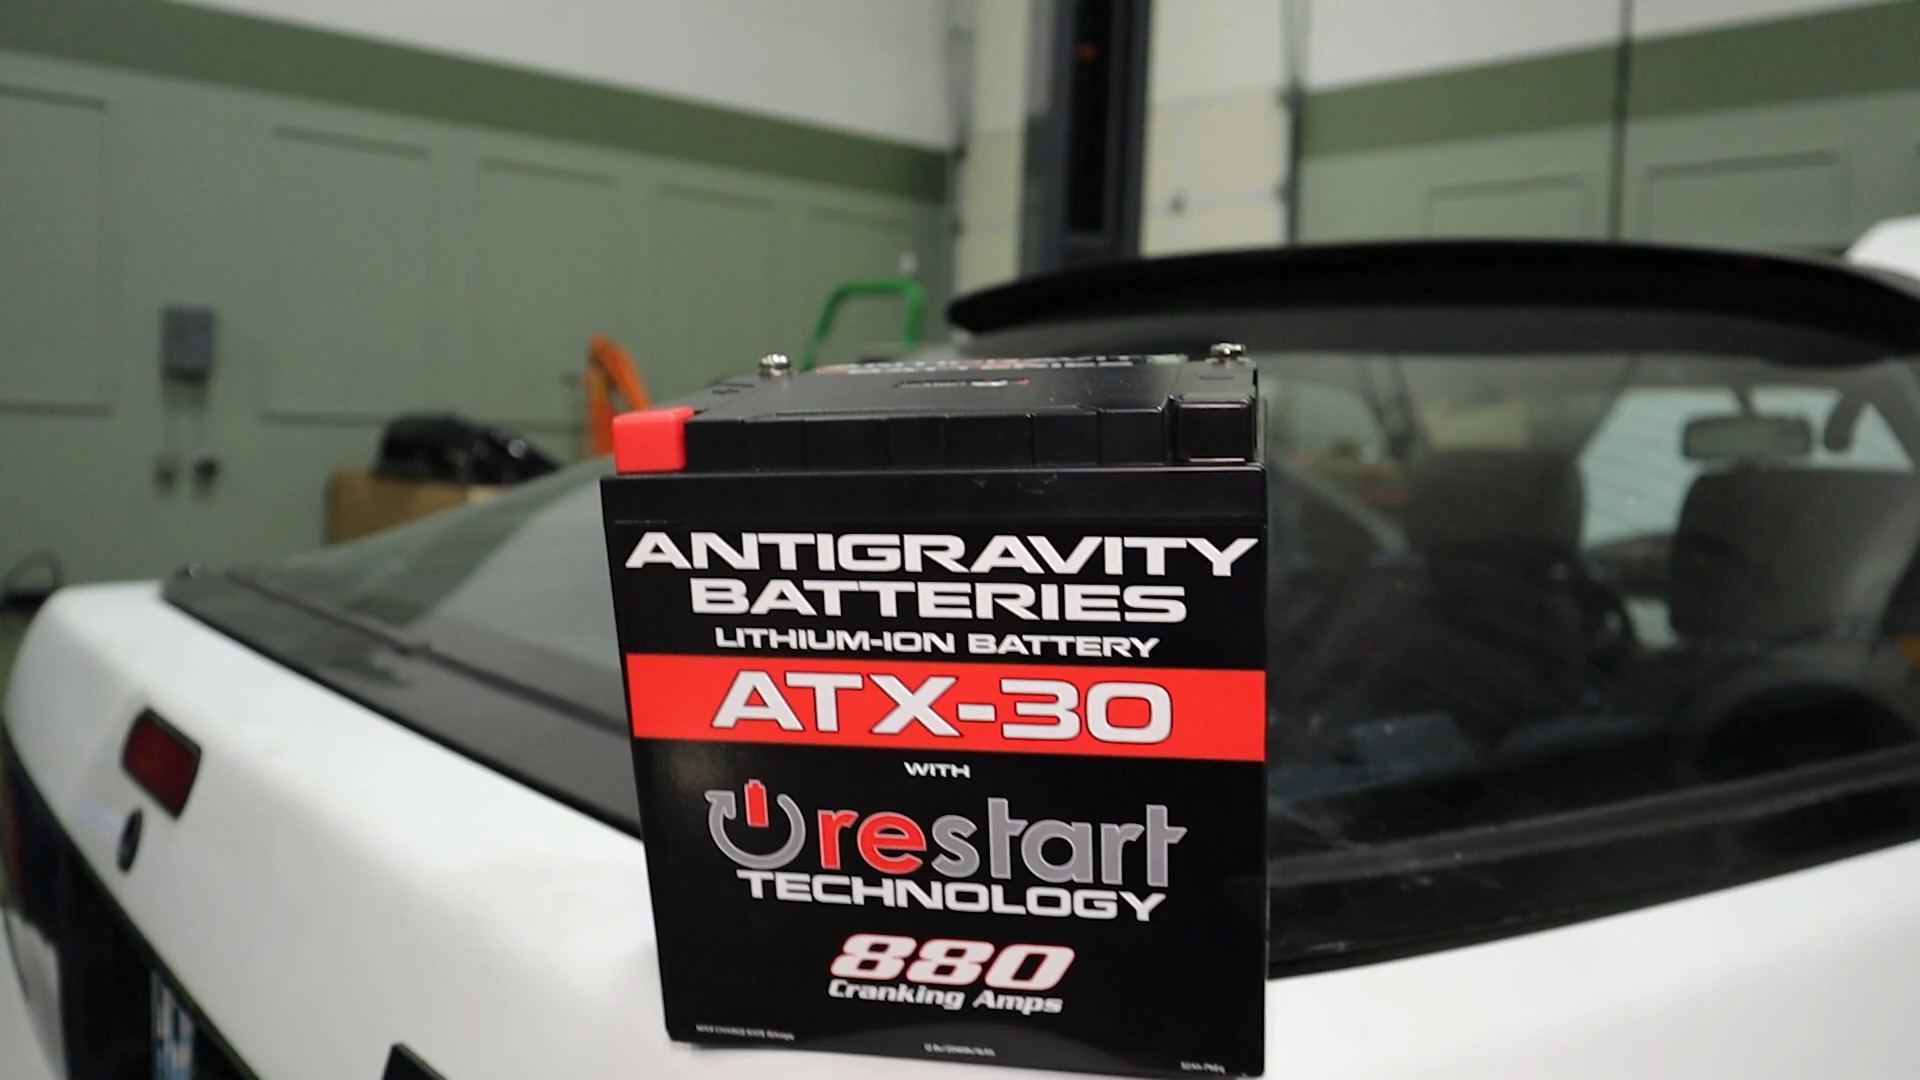 ANTIGRAVITY
BATTERIES
LITHIUM-ION BATTERY
ATX-30
WITH
restart
TECHNOLOGY
880
Cranking Amps